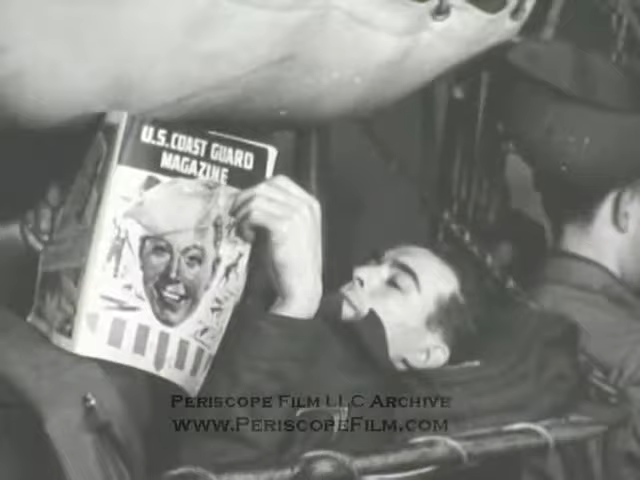 U.S. COAST GUARD
MAGAZINE
PERISCOPE FILM LLC ARCHIVE
WWW.PERISCOPEFILM.COM